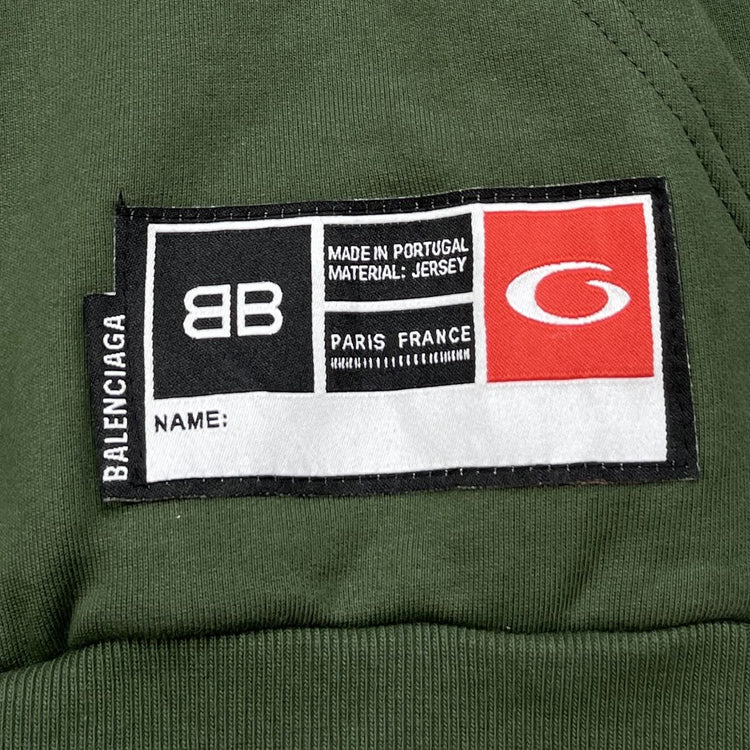 BALENCIAGA
BB
MADE IN PORTUGAL
MATERIAL: JERSEY
PARIS FRANCE
NAME: